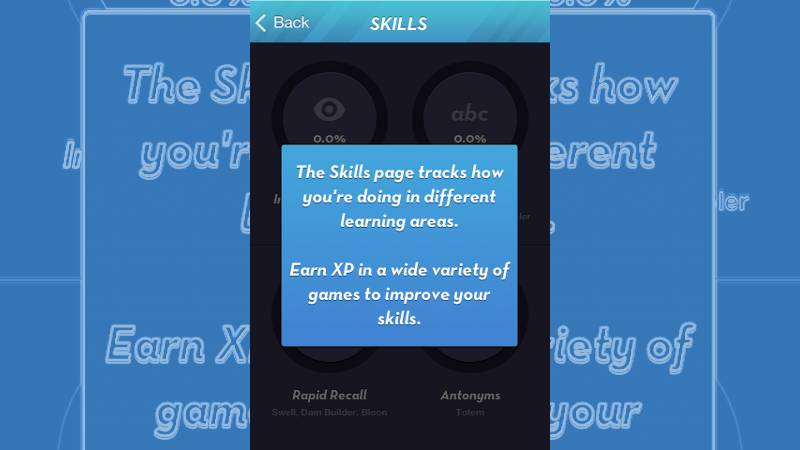 Back
SKILLS
abc
0.0%
0.0%
The Skills page tracks how
you're doing in different
learning areas.
Earn XP in a wide variety of
games to improve your
skills.
Rapid Recall
Antonyms
Swell, Dam Builder, Bloon
Totem